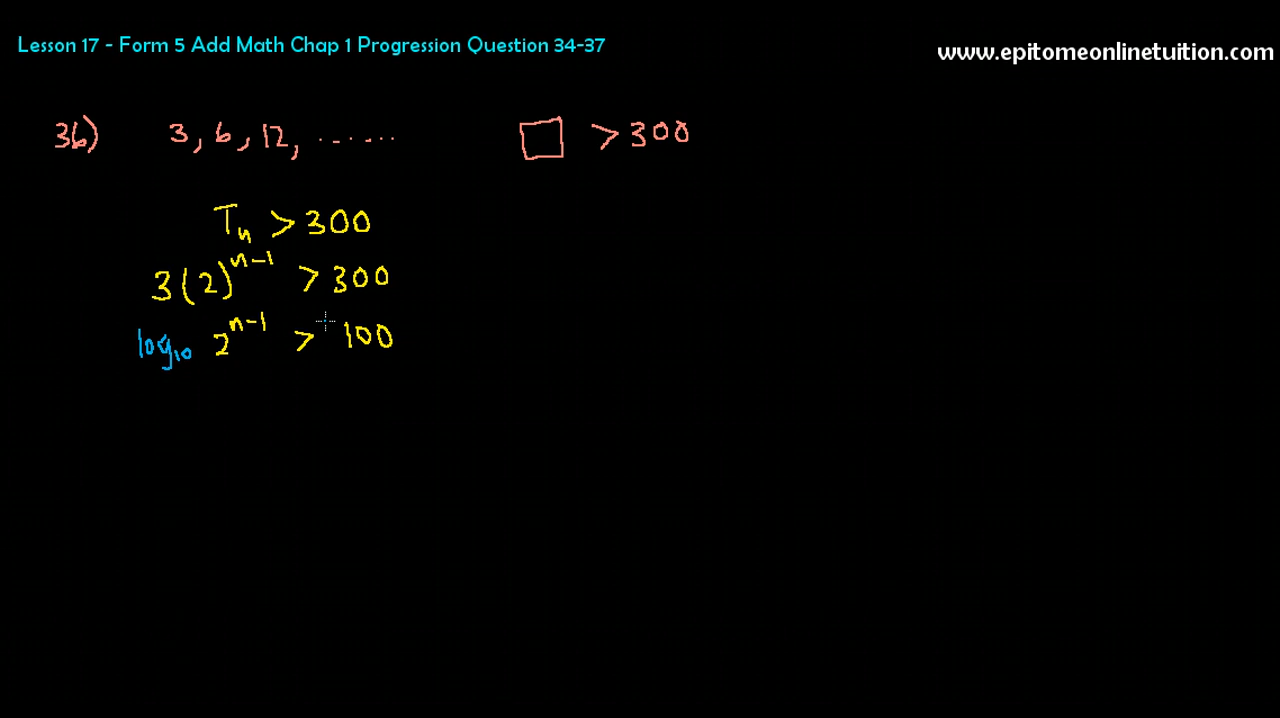 Lesson 17 - Form 5 Add Math Chap 1 Progression Question 34-37
www.epitomeonlinetuition.com
36) 3, 6, 12, ...... □ > 300
Tₙ > 300
3(2)ⁿ⁻¹ > 300
log₁₀ 2ⁿ⁻¹ > 100